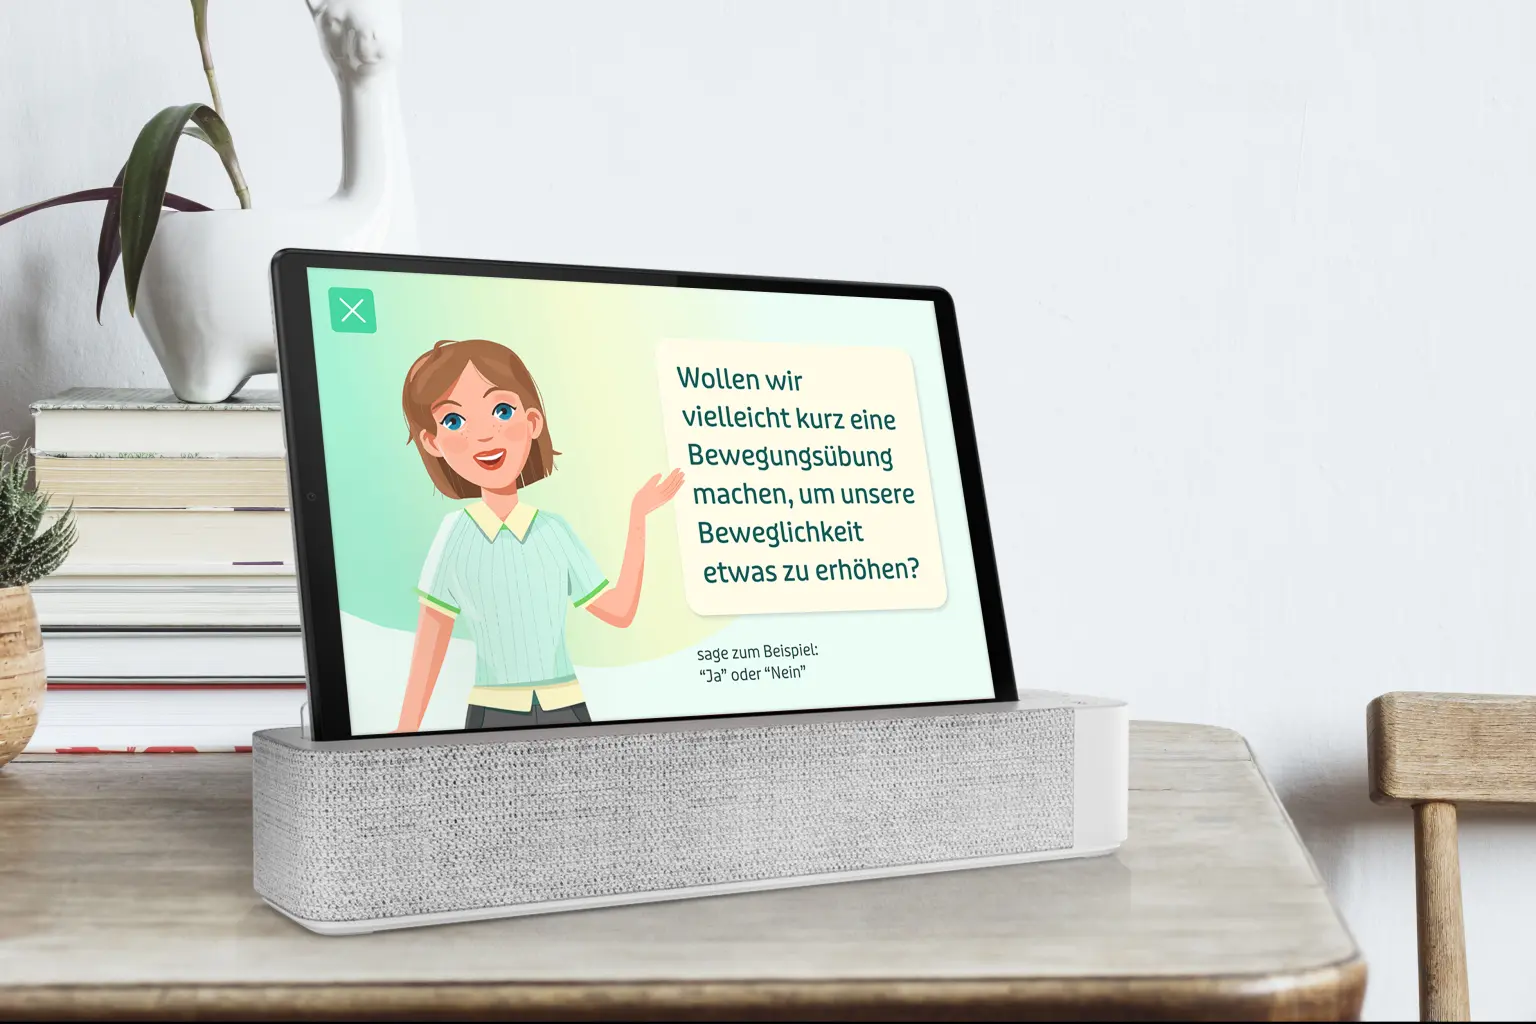 Wollen wir
vielleicht kurz eine
Bewegungsübung
machen, um unsere
Beweglichkeit
etwas zu erhöhen?
sage zum Beispiel:
“Ja” oder “Nein”